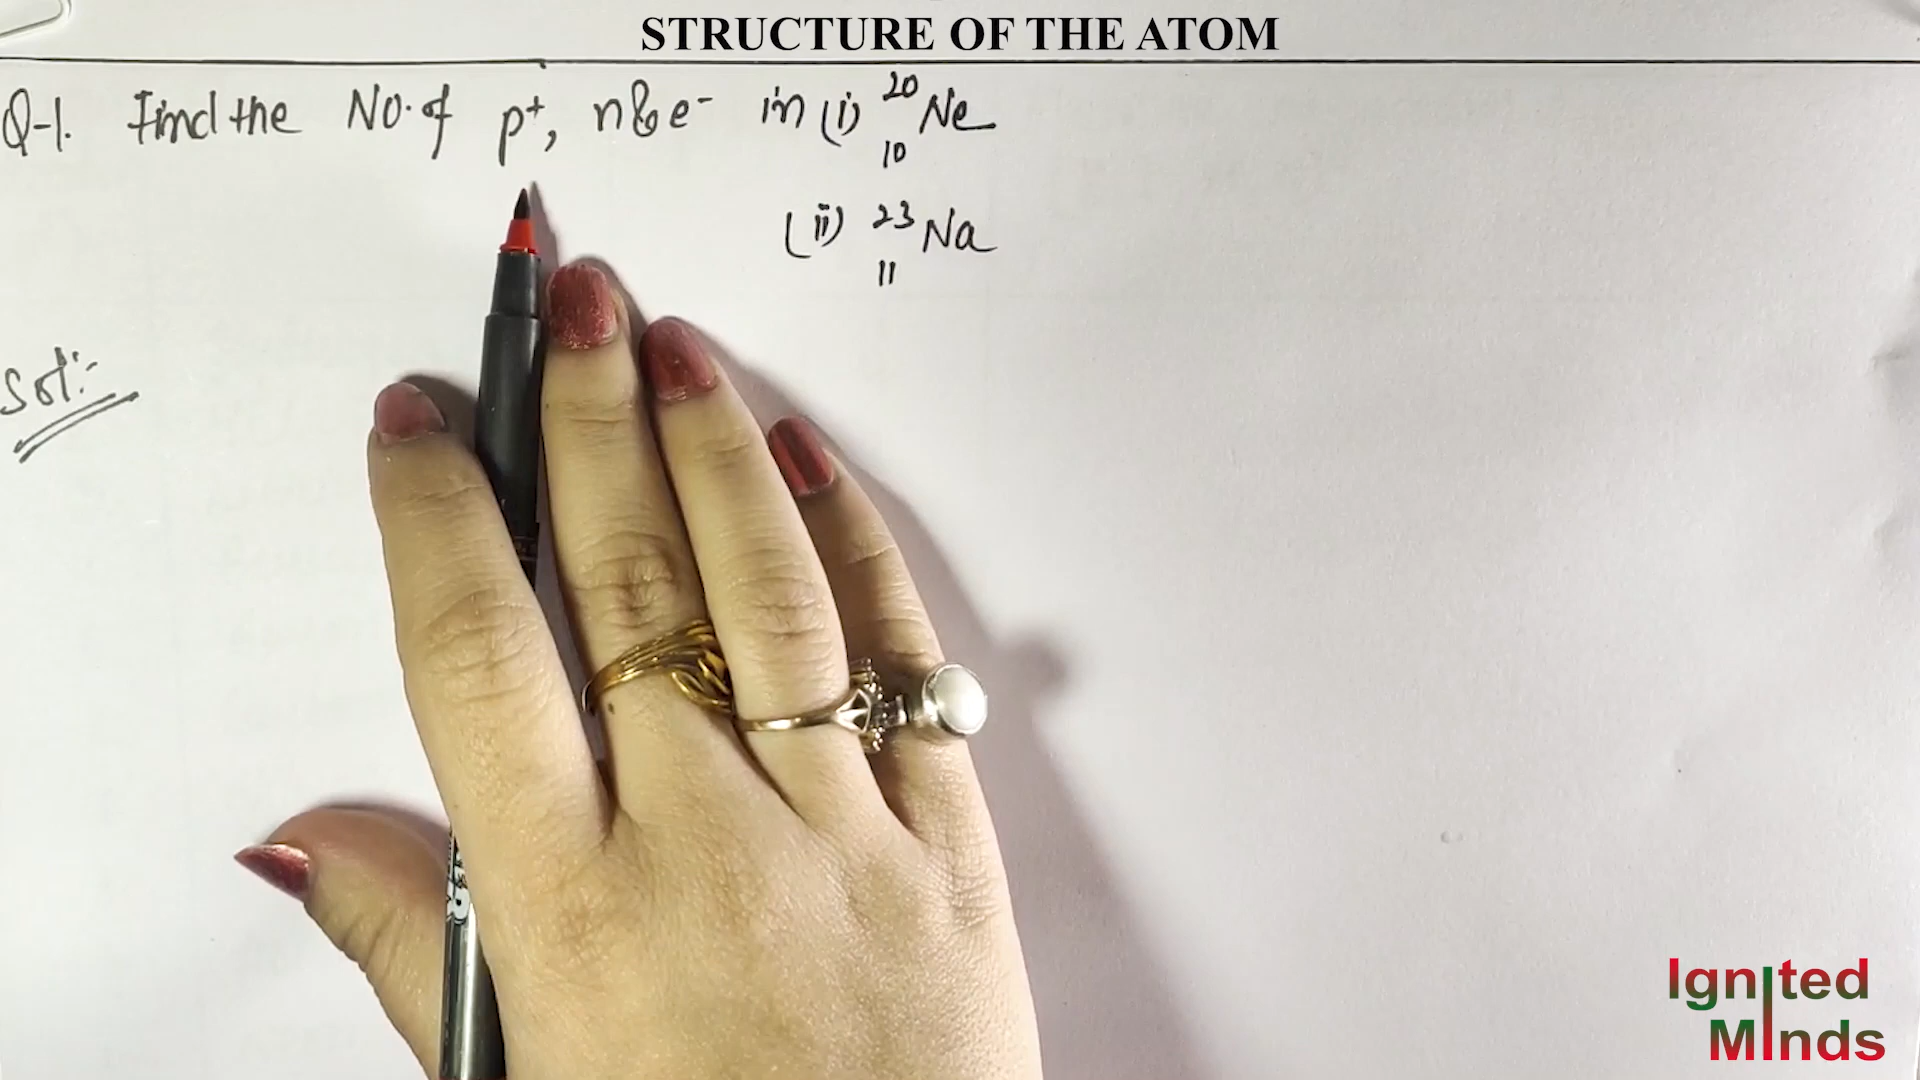 STRUCTURE OF THE ATOM
Q-1. Find the No. of p⁺, n & e⁻ in (i) ²⁰₁₀Ne
(ii) ²³₁₁Na
Sol:-
Ignited
Minds